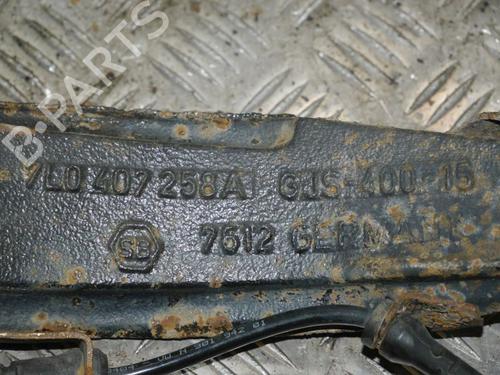 B-PARTS
7L0 407 258A GJS-400-15
SB 7612 GERMANY